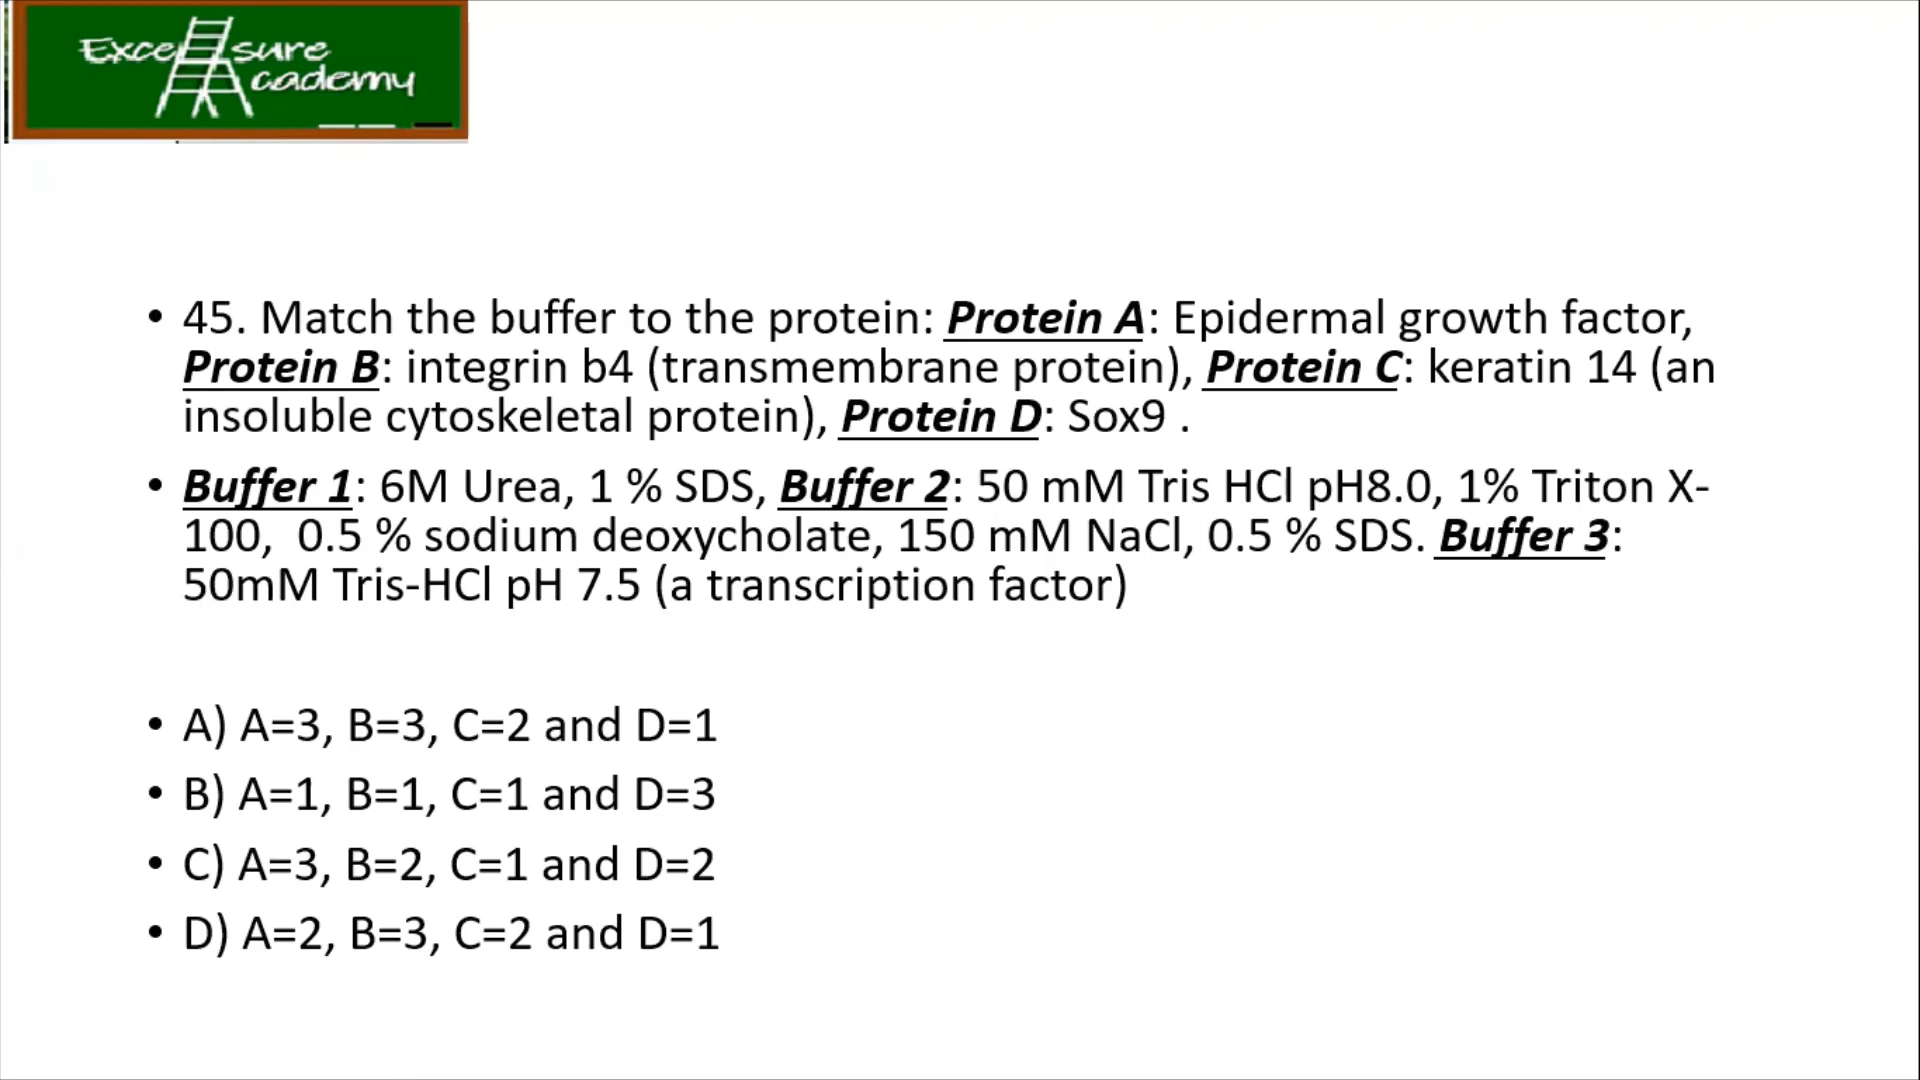 Excel sure
Academy
• 45. Match the buffer to the protein: Protein A: Epidermal growth factor,
Protein B: integrin b4 (transmembrane protein), Protein C: keratin 14 (an
insoluble cytoskeletal protein), Protein D: Sox9 .
• Buffer 1: 6M Urea, 1 % SDS, Buffer 2: 50 mM Tris HCl pH8.0, 1% Triton X-
100,  0.5 % sodium deoxycholate, 150 mM NaCl, 0.5 % SDS. Buffer 3:
50mM Tris-HCl pH 7.5 (a transcription factor)
• A) A=3, B=3, C=2 and D=1
• B) A=1, B=1, C=1 and D=3
• C) A=3, B=2, C=1 and D=2
• D) A=2, B=3, C=2 and D=1